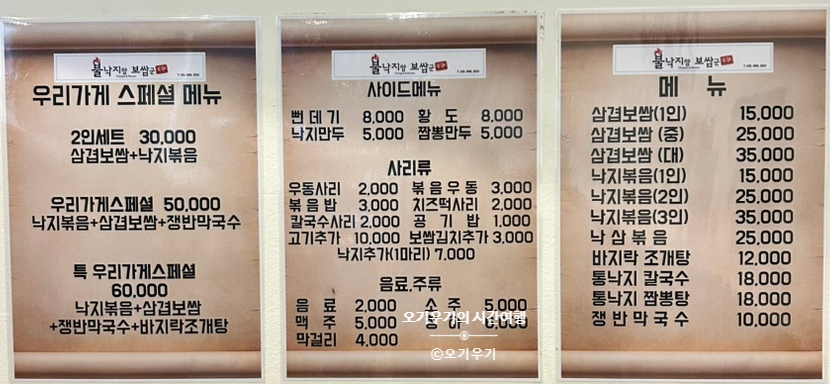 불낙지랑 보쌈군
우리가게 스페셜 메뉴
2인세트 30,000
삼겹보쌈+낙지볶음
우리가게스페셜 50,000
낙지볶음+삼겹보쌈+쟁반막국수
특 우리가게스페셜
60,000
낙지볶음+삼겹보쌈
+쟁반막국수+바지락조개탕
불낙지랑 보쌈군
사이드메뉴
뻔데기 8,000 황도 8,000
낙지만두 5,000 짬뽕만두 5,000
사리류
우동사리 2,000 볶음우동 3,000
볶음밥 3,000 치즈떡사리 2,000
칼국수사리 2,000 공기밥 1,000
고기추가 10,000 보쌈김치추가 3,000
낙지추가(1마리) 7,000
음료.주류
음료 2,000 소주 5,000
맥주 5,000
막걸리 4,000
오기우기의 시간여행
©오기우기
불낙지랑 보쌈군
메 뉴
삼겹보쌈(1인) 15,000
삼겹보쌈 (중) 25,000
삼겹보쌈 (대) 35,000
낙지볶음(1인) 15,000
낙지볶음(2인) 25,000
낙지볶음(3인) 35,000
낙삼볶음 25,000
바지락 조개탕 12,000
통낙지 칼국수 18,000
통낙지 짬뽕탕 18,000
쟁반막국수 10,000